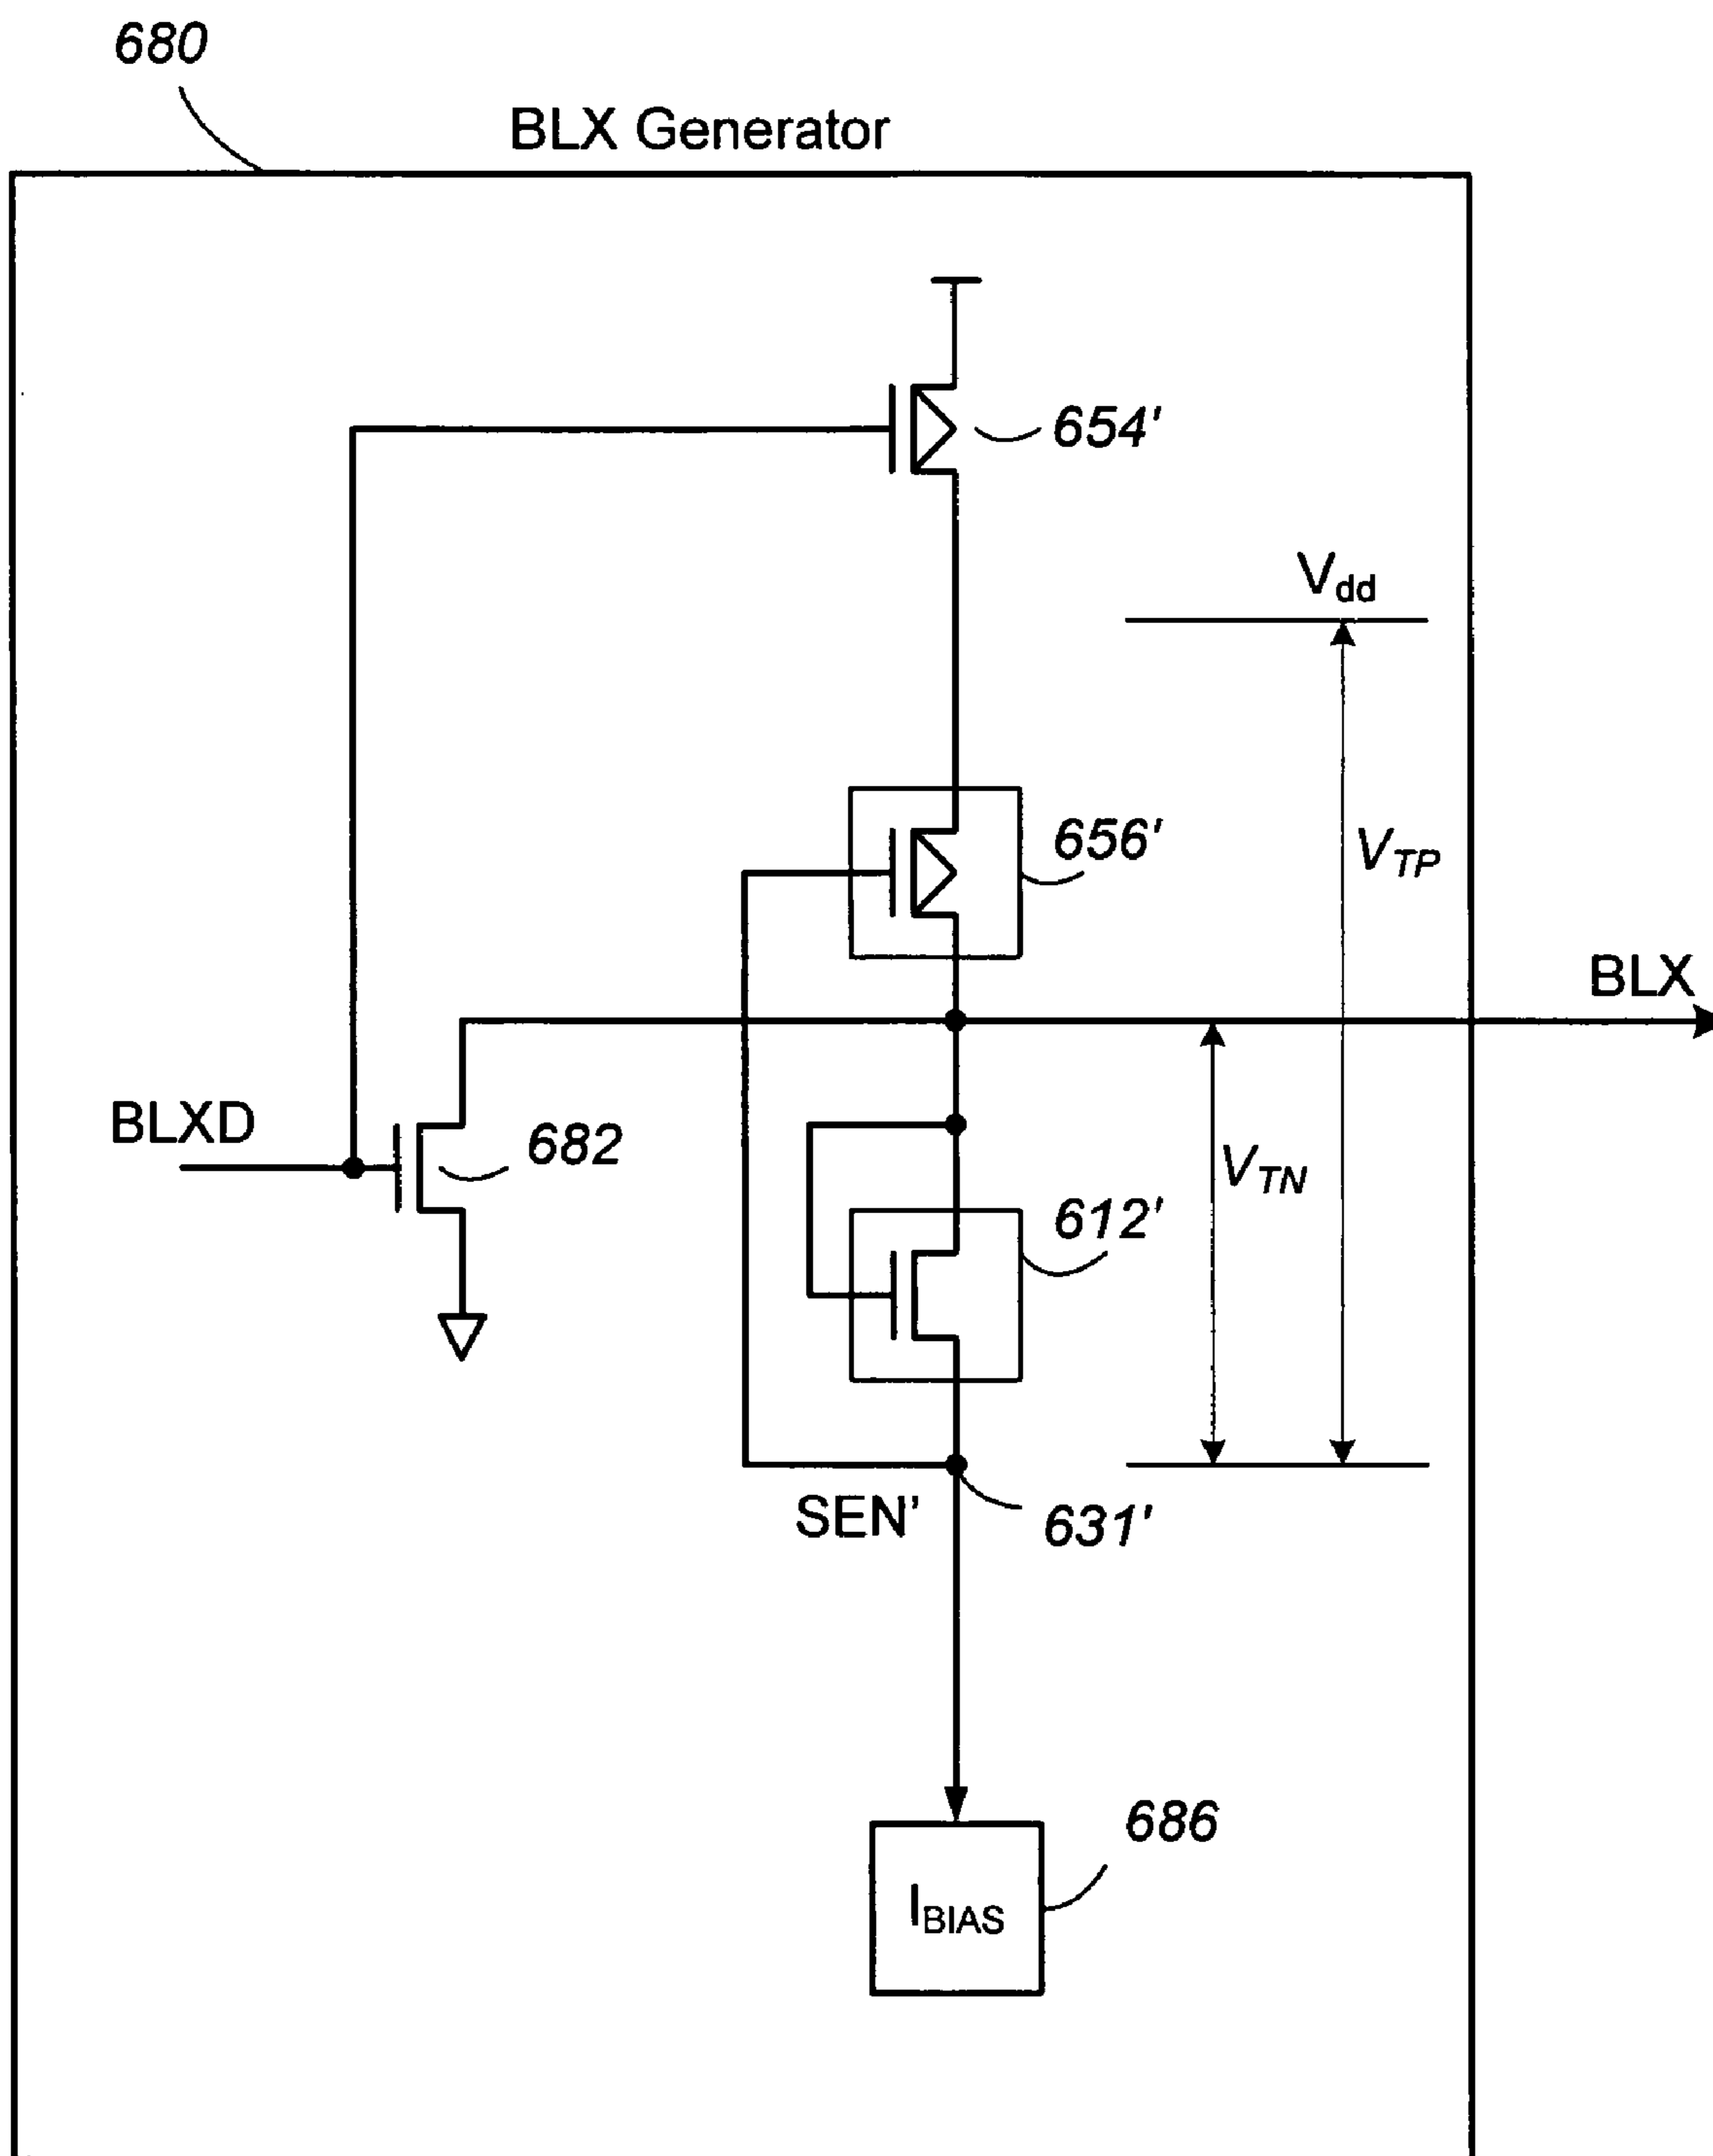 680
BLX Generator
654'
Vdd
656'
VTP
BLX
BLXD
682
VTN
612'
SEN’
631'
686
IBIAS